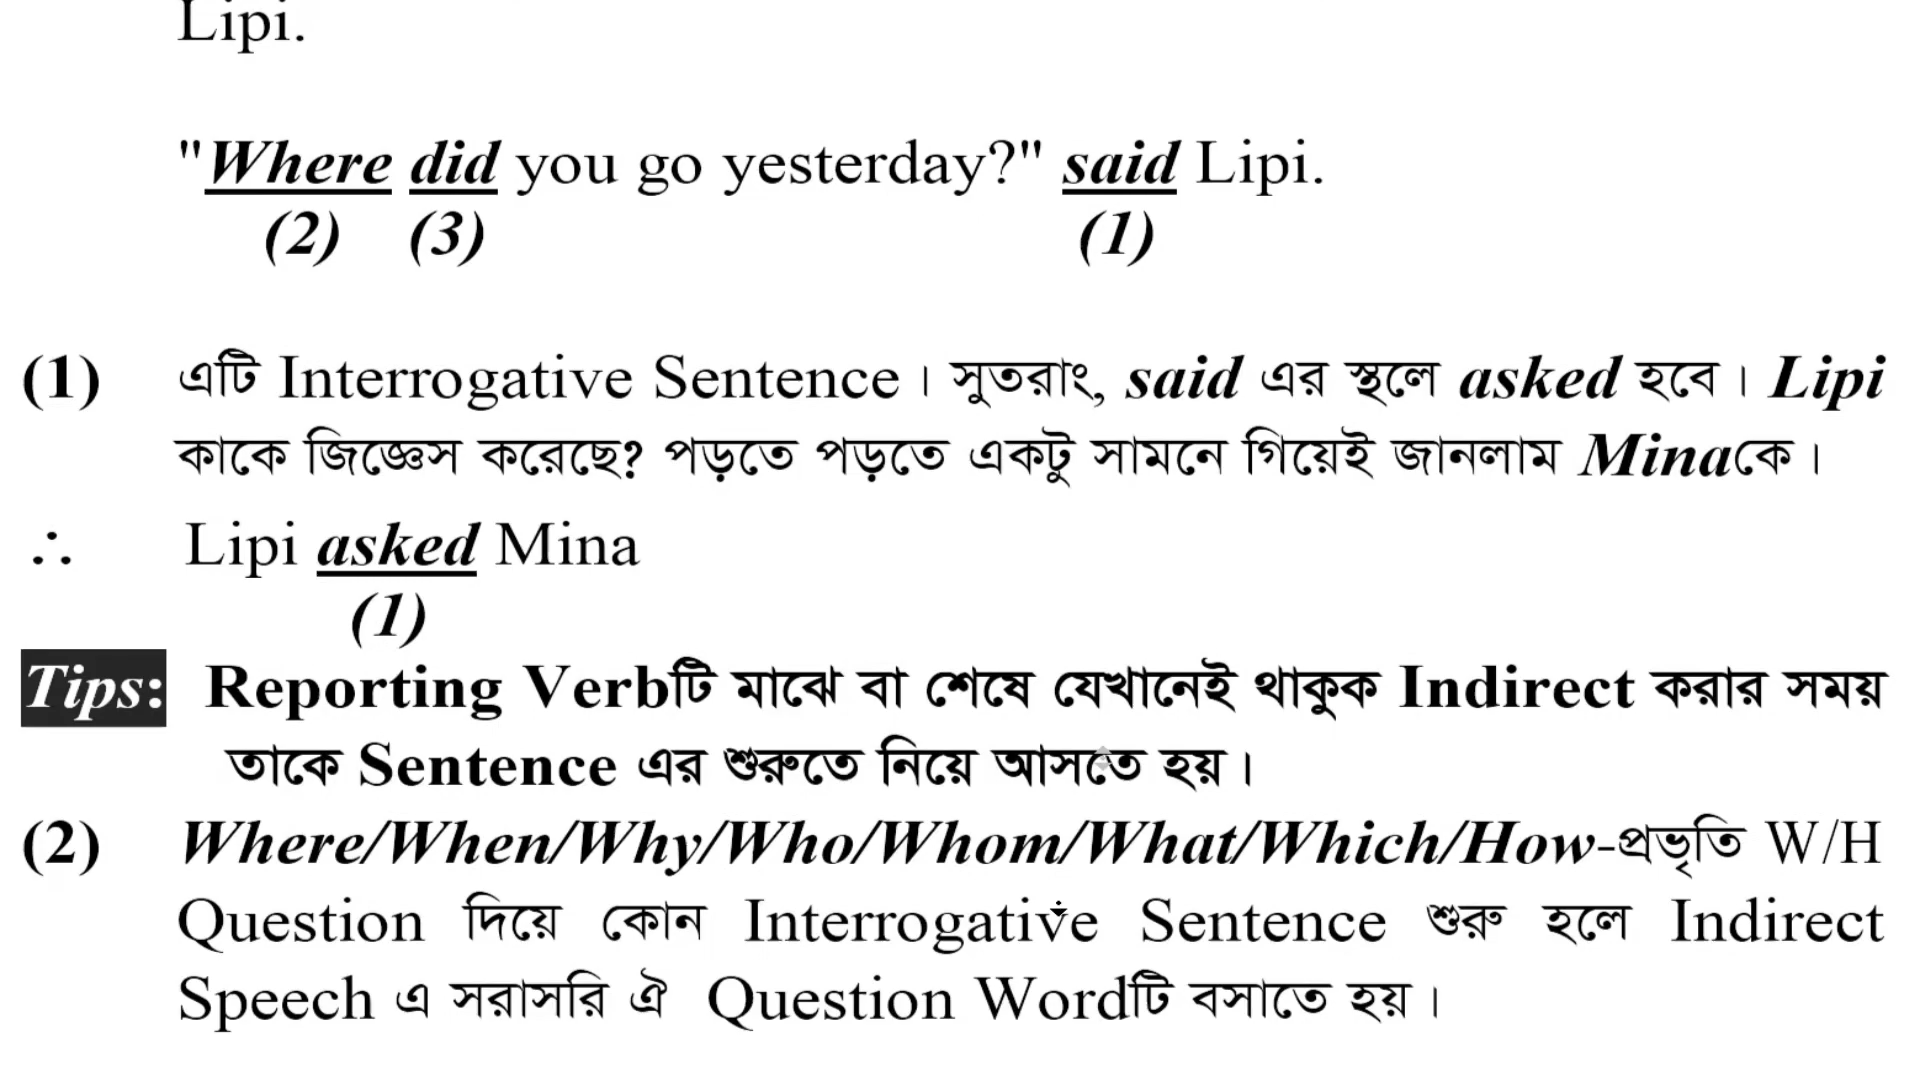 Lipi.
"Where did you go yesterday?" said Lipi.
(2) (3) (1)
(1) এটি Interrogative Sentence। সুতরাং, said এর স্থলে asked হবে। Lipi
কাকে জিজ্ঞেস করেছে? পড়তে পড়তে একটু সামনে গিয়েই জানলাম Minaকে।
∴ Lipi asked Mina
(1)
Tips: Reporting Verbটি মাঝে বা শেষে যেখানেই থাকুক Indirect করার সময়
তাকে Sentence এর শুরুতে নিয়ে আসতে হয়।
(2) Where/When/Why/Who/Whom/What/Which/How-প্রভৃতি W/H
Question দিয়ে কোন Interrogative Sentence শুরু হলে Indirect
Speech এ সরাসরি ঐ Question Wordটি বসাতে হয়।